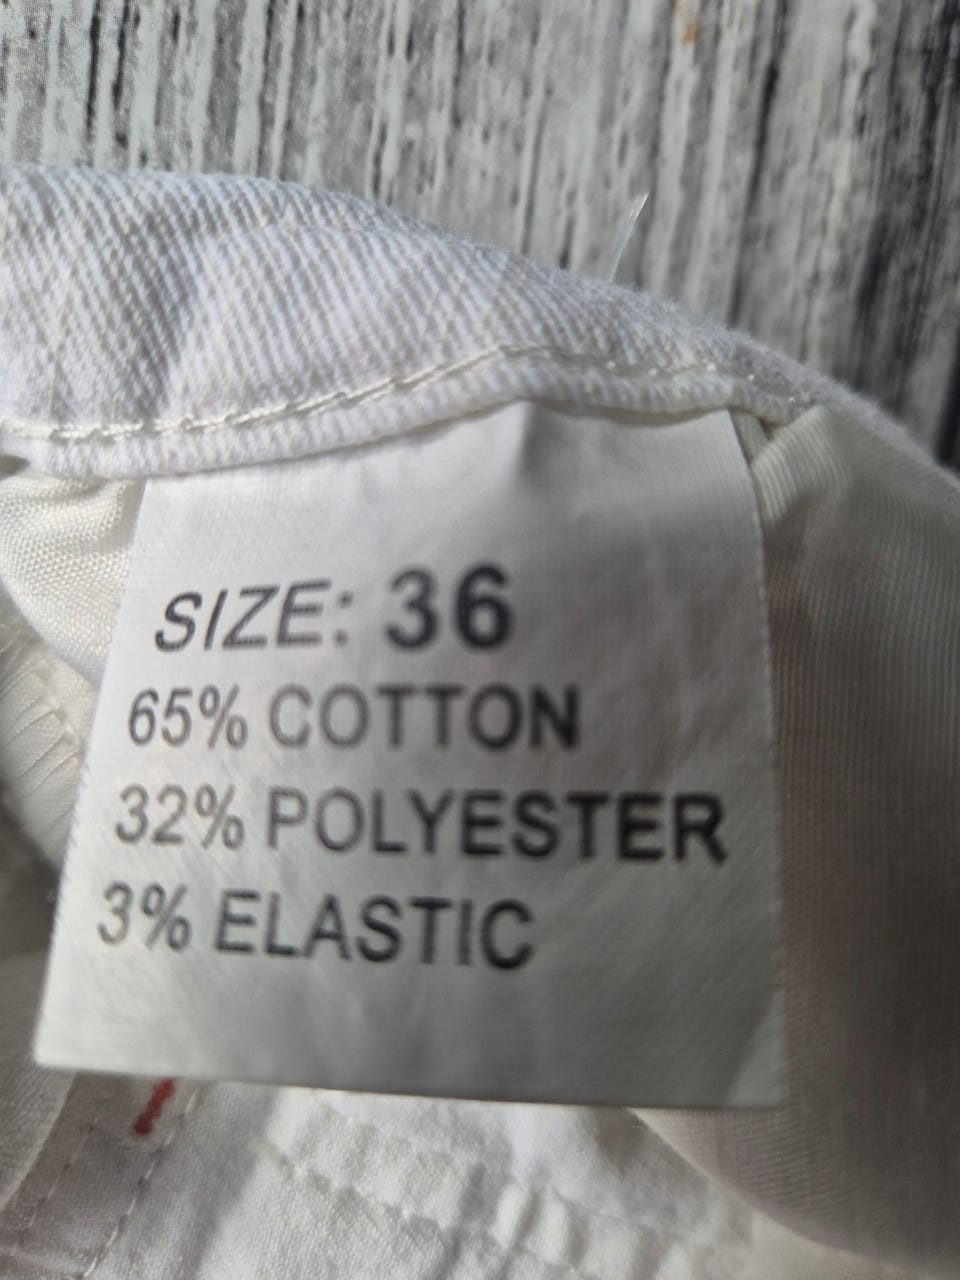 SIZE: 36
65% COTTON
32% POLYESTER
3% ELASTIC